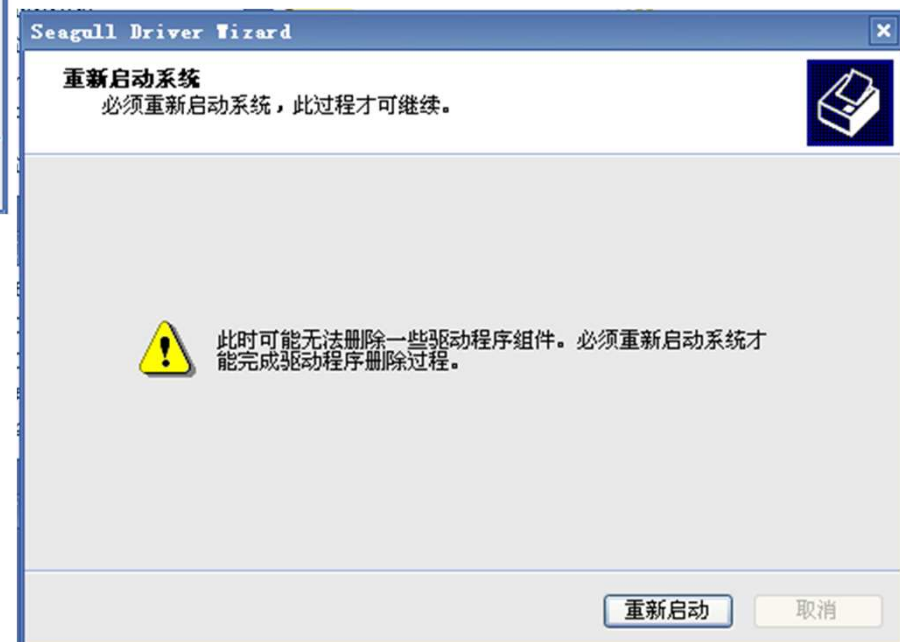 Seagull Driver Wizard
重新启动系统
必须重新启动系统，此过程才可继续。
此时可能无法删除一些驱动程序组件。必须重新启动系统才
能完成驱动程序删除过程。
重新启动
取消